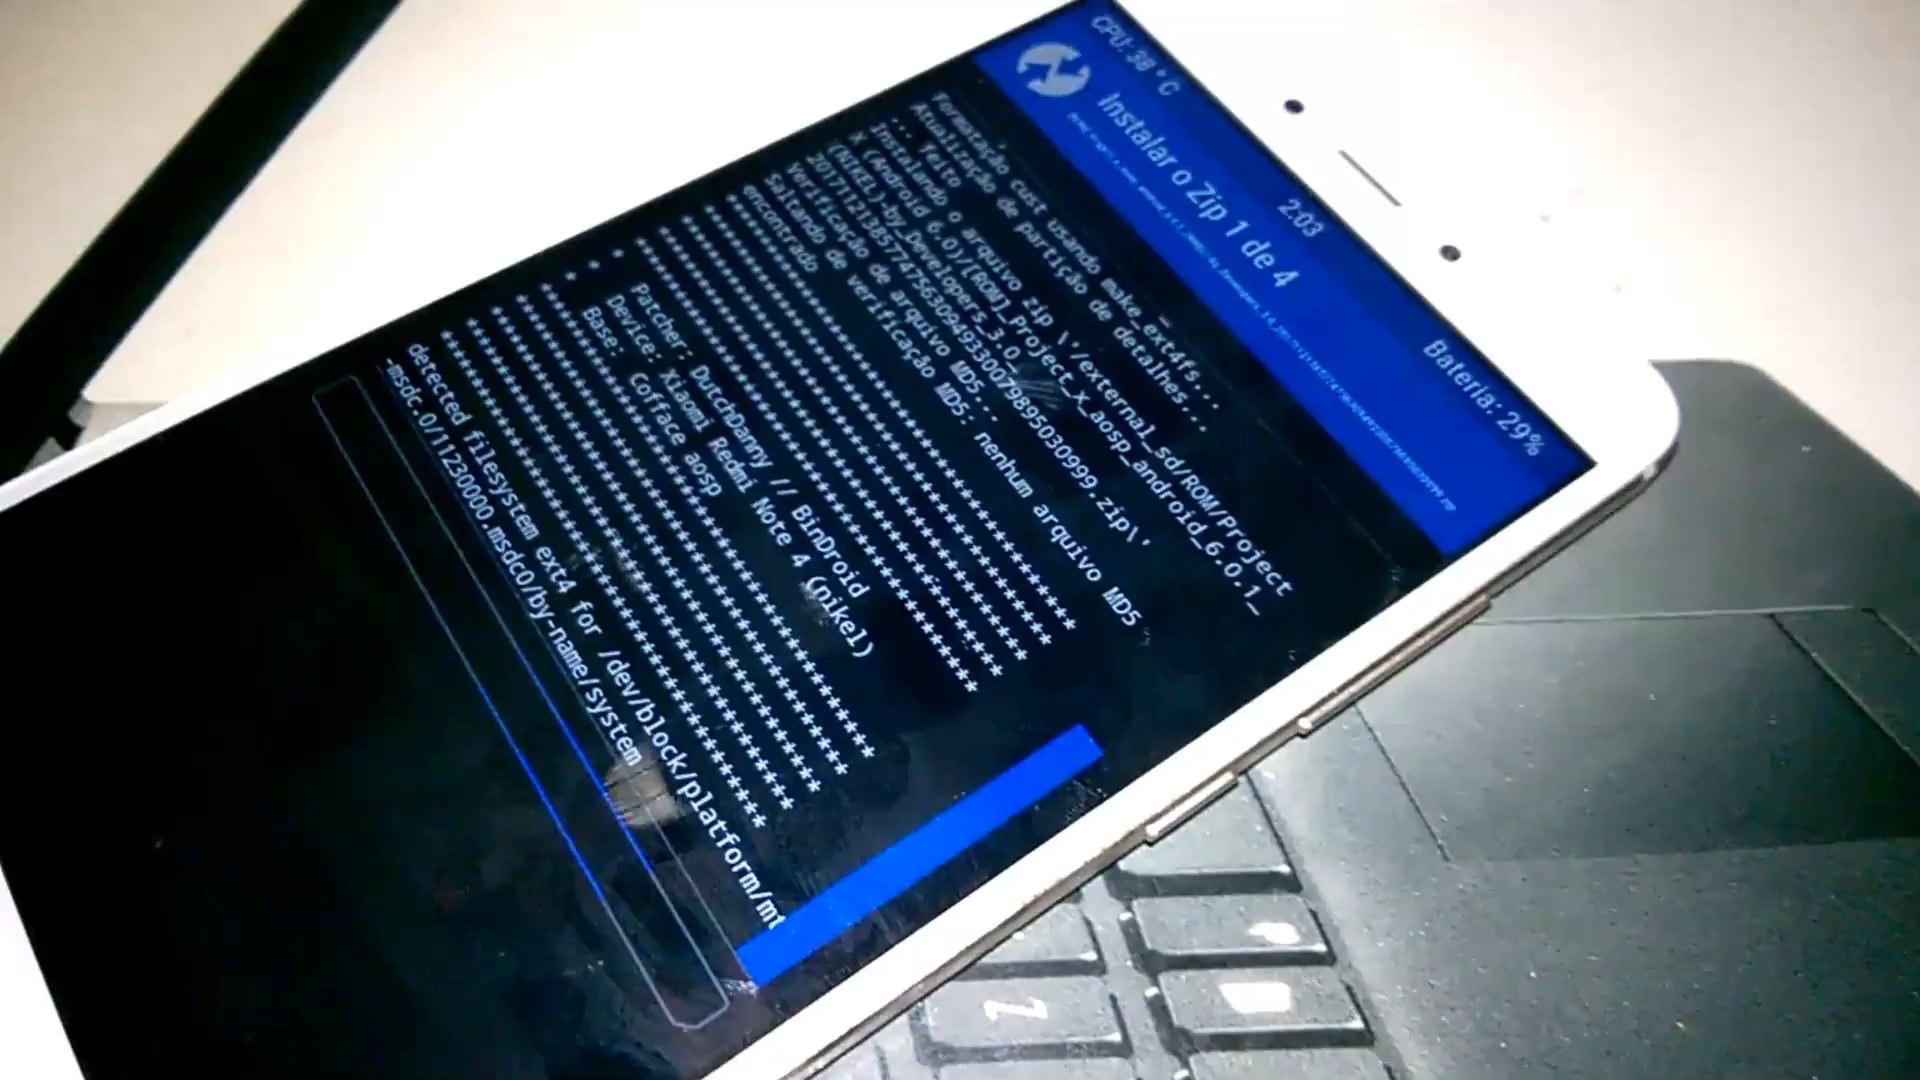 CPU: 38 °C
2:03
Bateria: 29%
Instalar o Zip 1 de 4
Formatação cust usando make_ext4fs...
Atualização de partição de detalhes...
... feito
Instalando o arquivo zip \'/external_sd/ROM/Project
X (Android 6.0)/[ROM]_Project_x_aosp_android_6.0.1_
(NIKEL)-by_Developers_3.0_
.zip\'
Verificação de arquivo MD5...
Saltando de verificação MD5: nenhum arquivo MD5
encontrado
****************************************
****************************************
****************************************
****************************************
****************************************
*
* Patcher: DutchDanny // BinDroid
* Device: Xiaomi Redmi Note 4 (nikel)
* Base: Cofface aosp
*
****************************************
****************************************
****************************************
****************************************
****************************************
detected filesystem ext4 for /dev/block/platform/mt
-msdc.0/11230000.msdc0/by-name/system